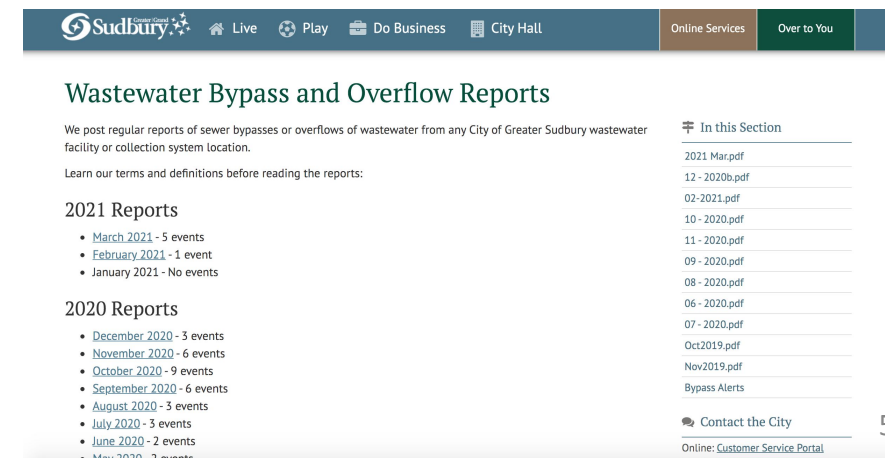 Greater | Grand
Sudbury
Live
Play
Do Business
City Hall
Online Services
Over to You
Wastewater Bypass and Overflow Reports
We post regular reports of sewer bypasses or overflows of wastewater from any City of Greater Sudbury wastewater
facility or collection system location.
Learn our terms and definitions before reading the reports:
2021 Reports
• March 2021 - 5 events
• February 2021 - 1 event
• January 2021 - No events
2020 Reports
• December 2020 - 3 events
• November 2020 - 6 events
• October 2020 - 9 events
• September 2020 - 6 events
• August 2020 - 3 events
• July 2020 - 3 events
• June 2020 - 2 events
• May 2020 - 2 events
In this Section
2021 Mar.pdf
12 - 2020b.pdf
02-2021.pdf
10 - 2020.pdf
11 - 2020.pdf
09 - 2020.pdf
08 - 2020.pdf
06 - 2020.pdf
07 - 2020.pdf
Oct2019.pdf
Nov2019.pdf
Bypass Alerts
Contact the City
Online: Customer Service Portal